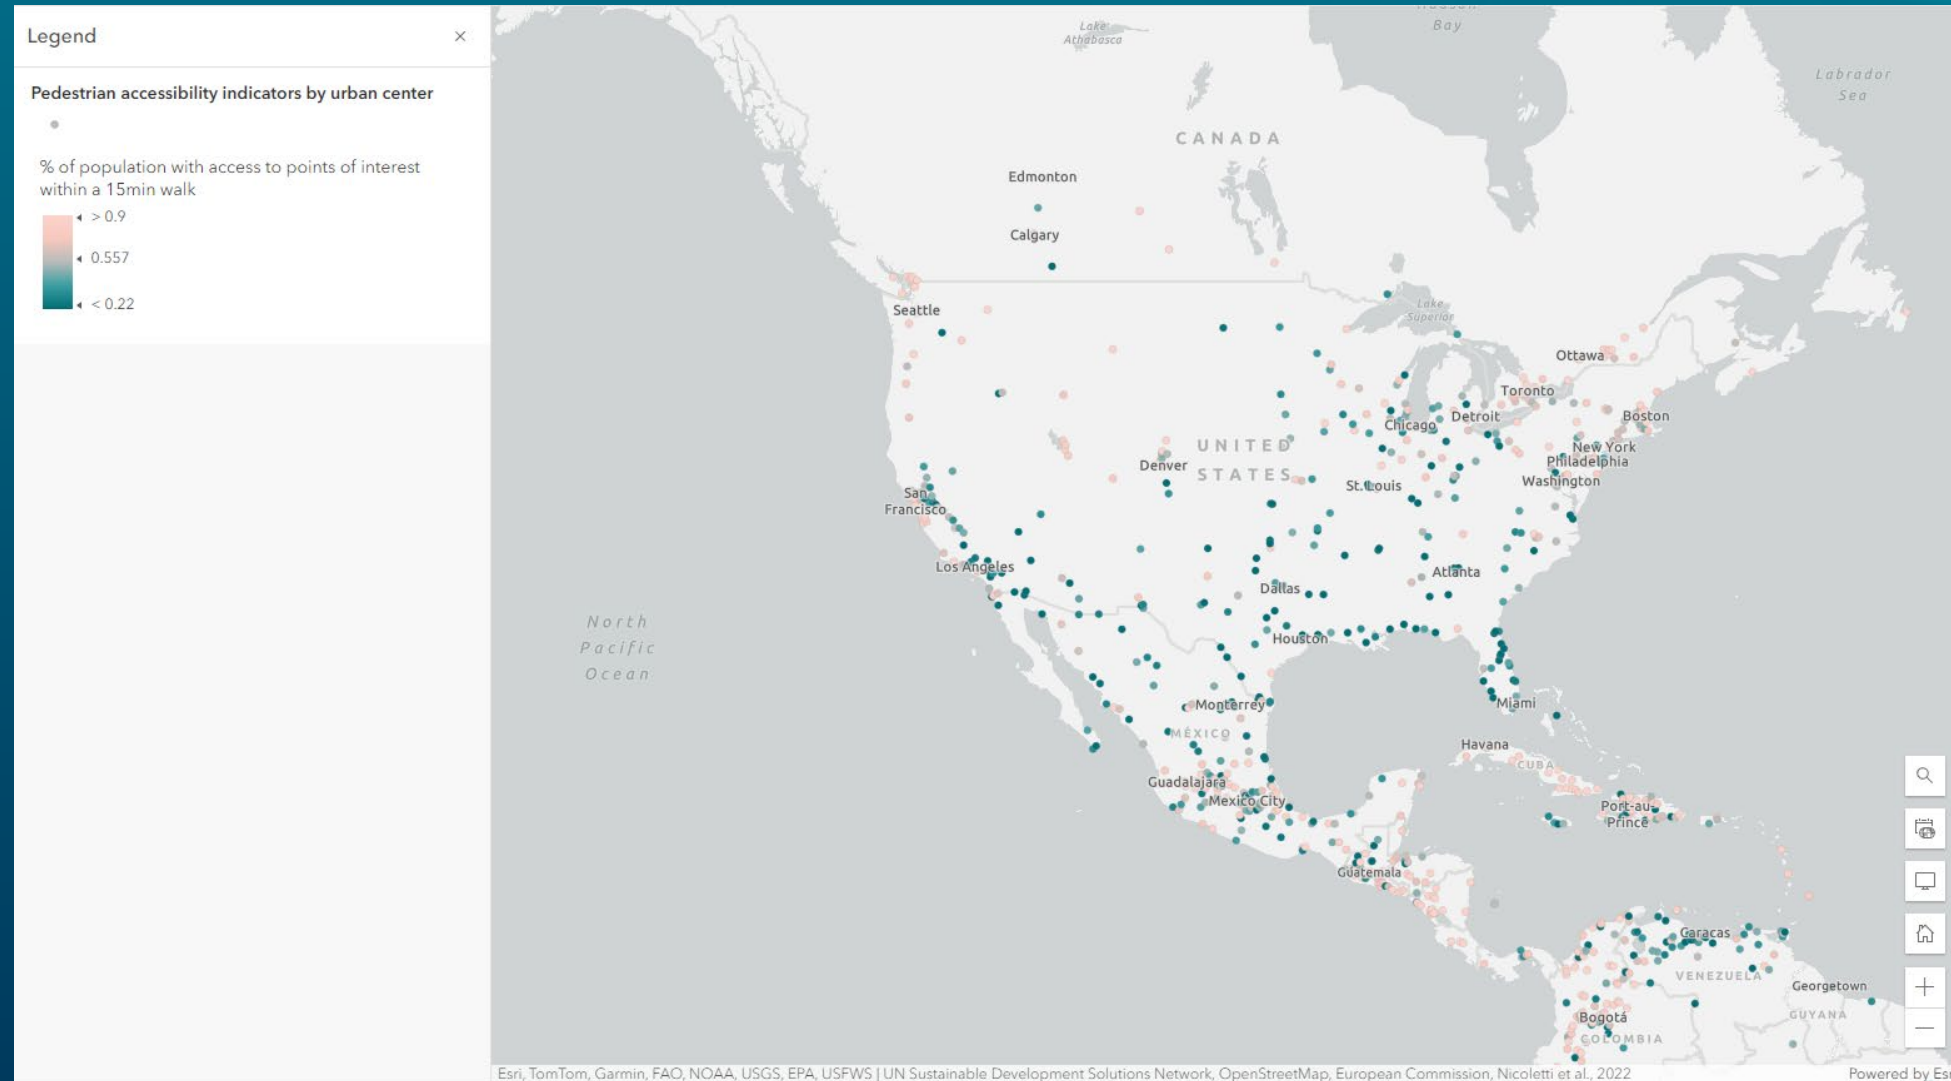 Legend
Pedestrian accessibility indicators by urban center
% of population with access to points of interest
within a 15min walk
> 0.9
0.557
< 0.22
Bay
Lake
Athabasca
Labrador
Sea
CANADA
Edmonton
Calgary
Seattle
Lake
Superior
Ottawa
Toronto
Boston
Detroit
Chicago
New York
Philadelphia
Washington
UNITED
STATES
Denver
St. Louis
San
Francisco
Los Angeles
Atlanta
Dallas
Houston
North
Pacific
Ocean
Miami
Monterrey
MÉXICO
Havana
CUBA
Guadalajara
Mexico City
Port-au-
Prince
Guatemala
Caracas
VENEZUELA
Georgetown
GUYANA
Bogotá
COLOMBIA
Esri, TomTom, Garmin, FAO, NOAA, USGS, EPA, USFWS | UN Sustainable Development Solutions Network, OpenStreetMap, European Commission, Nicoletti et al., 2022
Powered by Esri